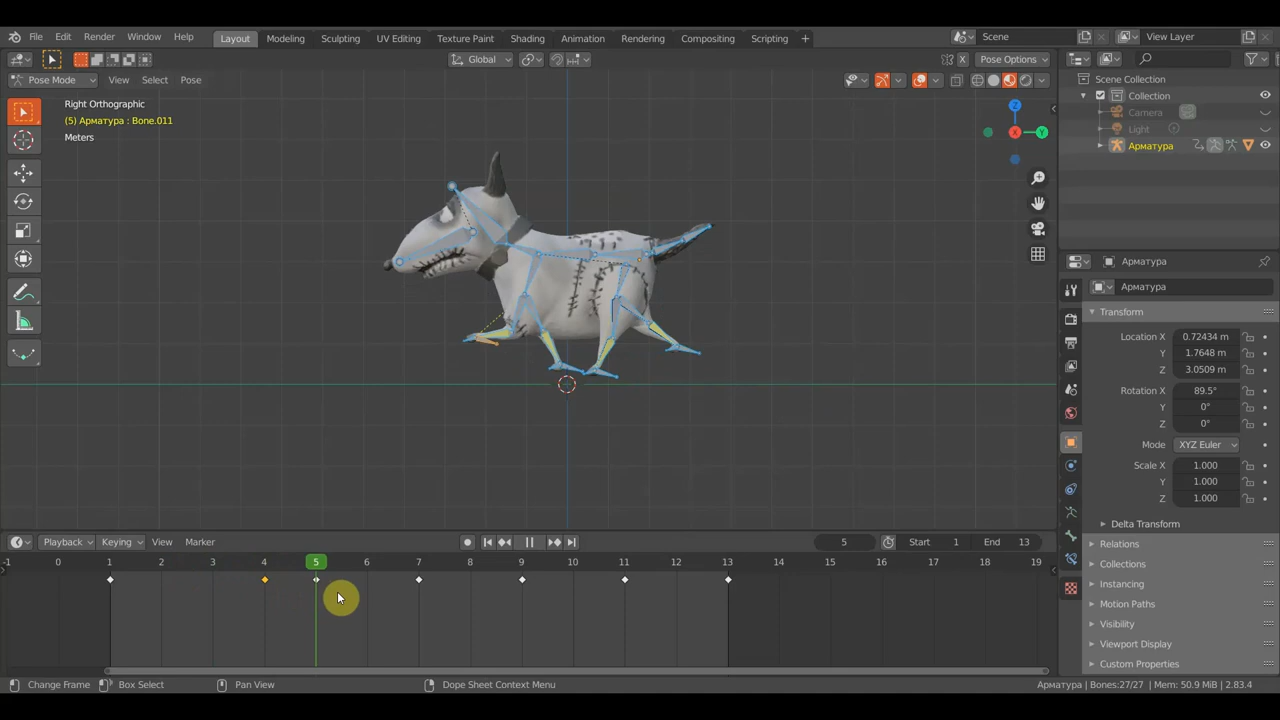 File Edit Render Window Help Layout Modeling Sculpting UV Editing Texture Paint Shading Animation Rendering Compositing Scripting + Scene View Layer
Global Pose Options
Pose Mode View Select Pose
Right Orthographic
(5) Арматура : Bone.011
Meters
Z
X
Y
Scene Collection
Collection
Camera
Light
Арматура
Арматура
Арматура
Transform
Location X 0.72434 m
Y 1.7648 m
Z 3.0509 m
Rotation X 89.5°
Y 0°
Z 0°
Mode XYZ Euler
Scale X 1.000
Y 1.000
Z 1.000
Delta Transform
Relations
Collections
Instancing
Motion Paths
Visibility
Viewport Display
Custom Properties
Playback Keying View Marker 5 Start 1 End 13
-1 0 1 2 3 4 5 6 7 8 9 10 11 12 13 14 15 16 17 18 19
Change Frame Box Select Pan View Dope Sheet Context Menu Арматура | Bones:27/27 | Mem: 50.9 MiB | 2.83.4